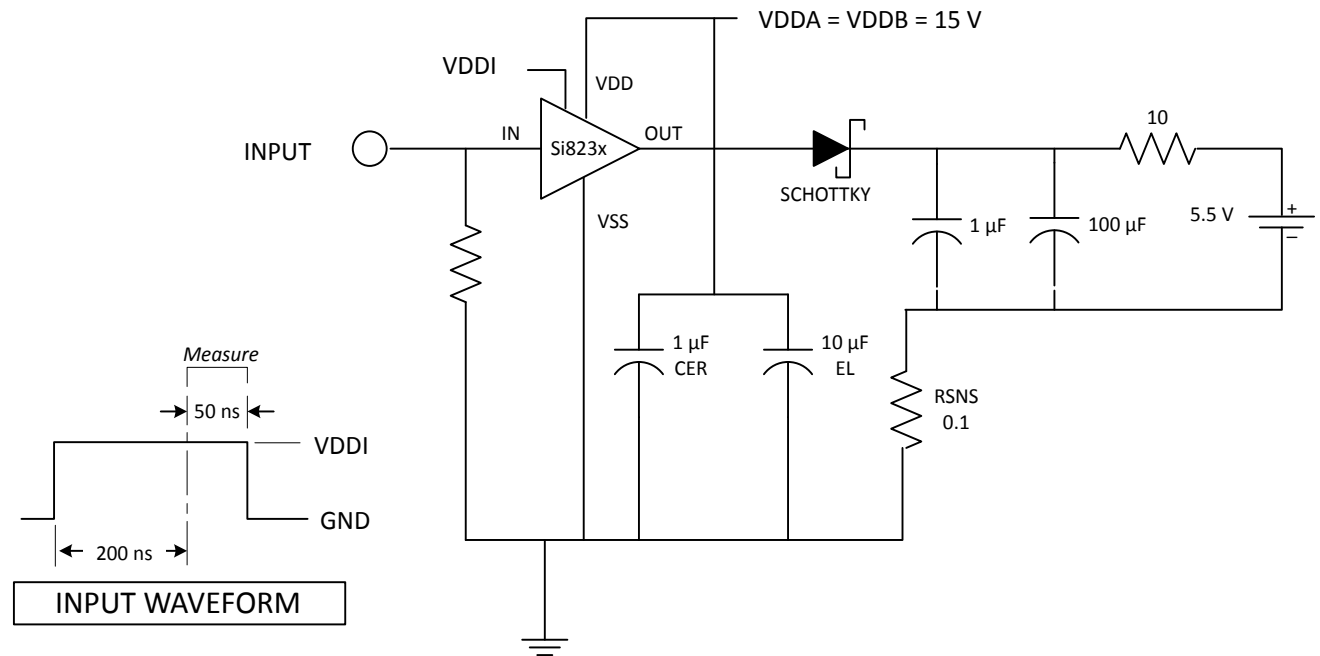 VDDA = VDDB = 15 V
VDDI
VDD
10
INPUT
IN
Si823x
OUT
SCHOTTKY
1 µF
100 µF
5.5 V
+
–
VSS
1 µF
CER
10 µF
EL
RSNS
0.1
Measure
50 ns
VDDI
GND
200 ns
INPUT WAVEFORM